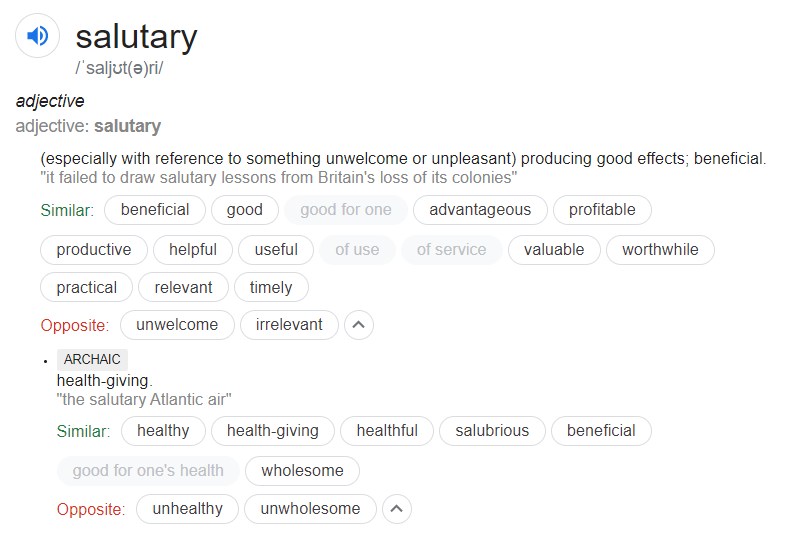 salutary
/ˈsaljʊt(ə)ri/
adjective
adjective: salutary
(especially with reference to something unwelcome or unpleasant) producing good effects; beneficial.
"it failed to draw salutary lessons from Britain's loss of its colonies"
Similar: beneficial good good for one advantageous profitable
productive helpful useful of use of service valuable worthwhile
practical relevant timely
Opposite: unwelcome irrelevant
• ARCHAIC
health-giving.
"the salutary Atlantic air"
Similar: healthy health-giving healthful salubrious beneficial
good for one's health wholesome
Opposite: unhealthy unwholesome